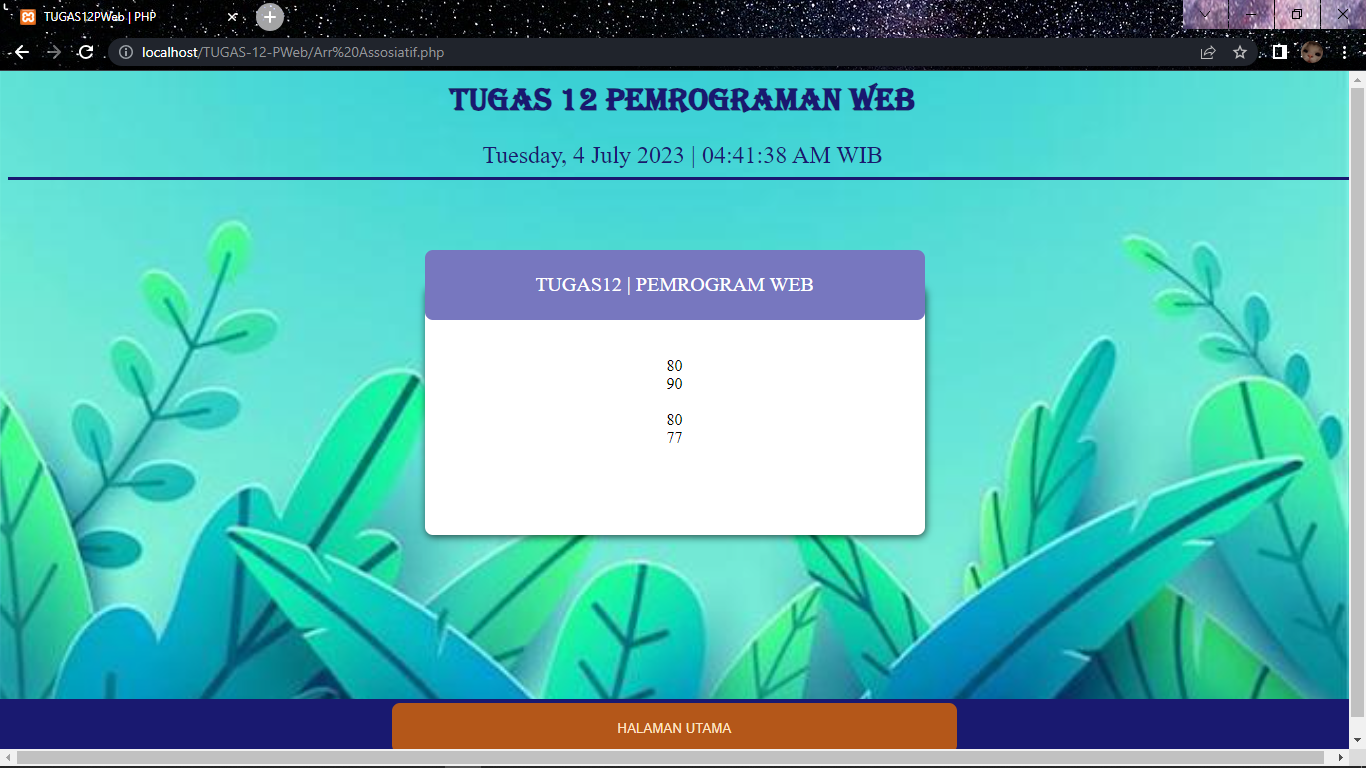 TUGAS12PWeb | PHP
localhost/TUGAS-12-PWeb/Arr%20Assosiatif.php
TUGAS 12 PEMROGRAMAN WEB
Tuesday, 4 July 2023 | 04:41:38 AM WIB
TUGAS12 | PEMROGRAM WEB
80
90
80
77
HALAMAN UTAMA